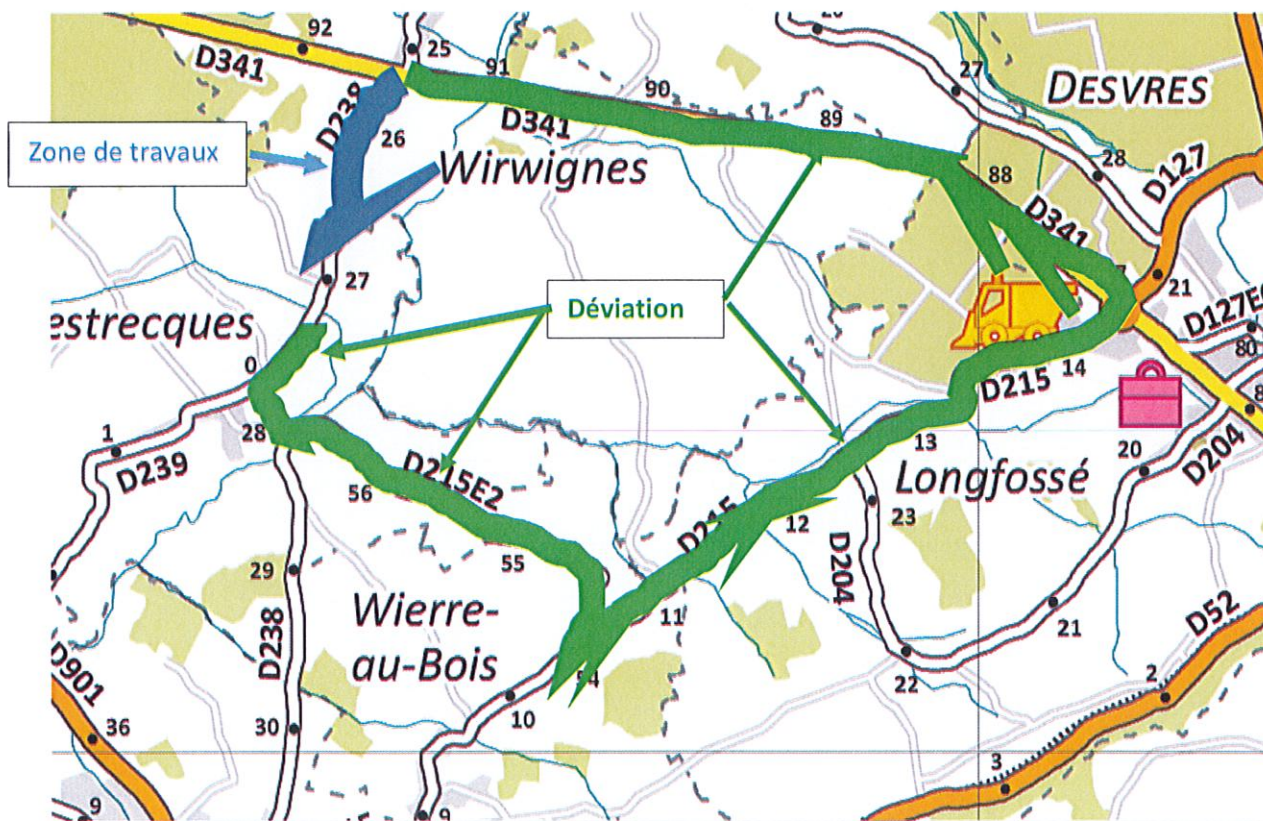 92
25
D341
91
90
D341
89
27
DESVRES
28
D127
Zone de travaux
D238
26
Wirwignes
88
D341
27
21
D127E
estrecques
Déviation
80
0
14
D215
1
D239
28
13
20
D204
56
D215E2
Longfossé
D215
12
23
55
29
D204
Wierre-
au-Bois
11
21
D52
D238
D901
54
22
2
10
36
30
3
9
9